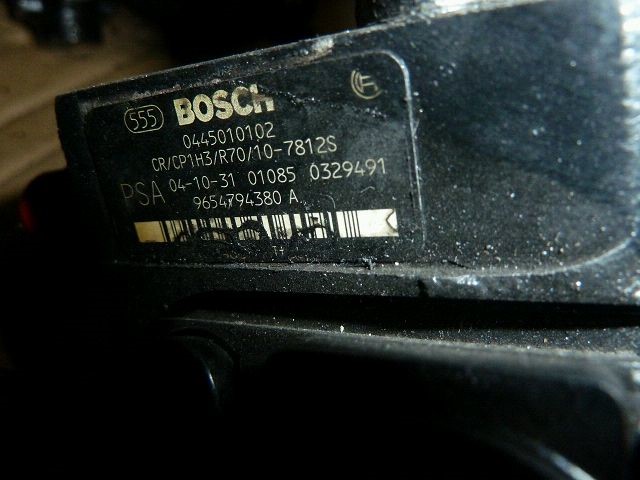 555 BOSCH
0445010102
CR/CP1H3/R70/10-7812S
PSA 04-10-31 01085 0329491
9654794380 A